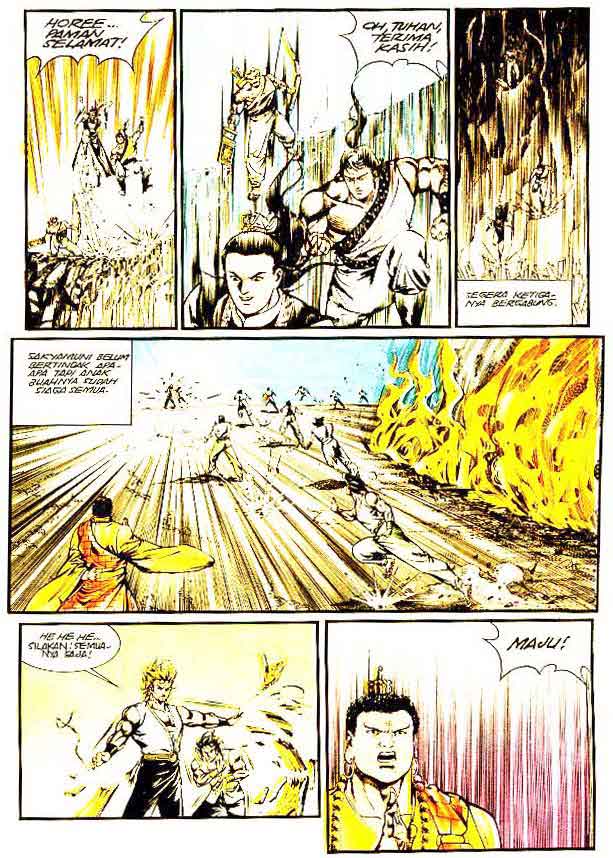 HOREE...
PAMAN
SELAMAT!
OH, TUHAN,
TERIMA
KASIH!
SEGERA KETIGA-
NYA BERGABUNG.
SAKYAMUNI BELUM
BERTINDAK APA-
APA TAPI ANAK
BUAHNYA SUDAH
SIAGA SEMUA.
HE HE HE...
SILAKAN! SEMUA-
NYA SAJA!
MAJU!